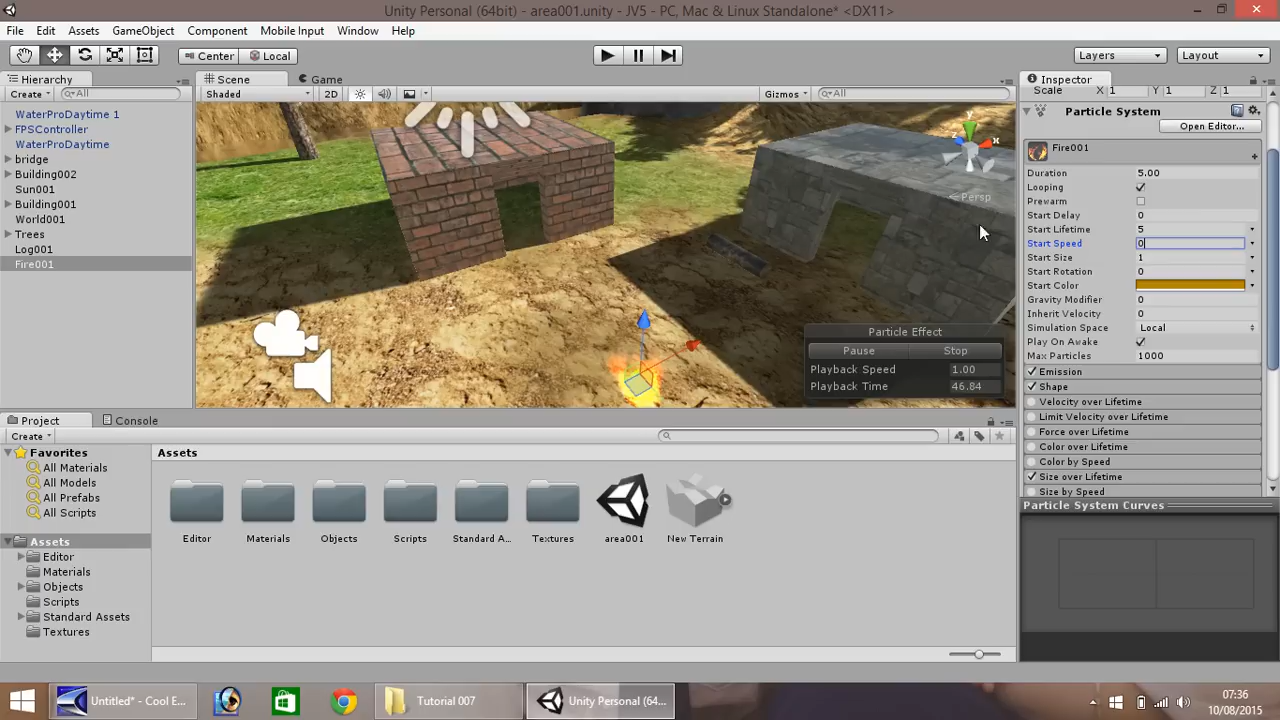 Unity Personal (64bit) - area001.unity - JV5 - PC, Mac & Linux Standalone* <DX11>
File Edit Assets GameObject Component Mobile Input Window Help
Center Local Layers Layout
Hierarchy
Create All
WaterProDaytime 1
FPSController
WaterProDaytime
bridge
Building002
Sun001
Building001
World001
Trees
Log001
Fire001
Scene Game
Shaded 2D Gizmos All
z x
Persp
Particle Effect
Pause Stop
Playback Speed 1.00
Playback Time 46.84
Inspector
Scale X 1 Y 1 Z 1
Particle System
Open Editor...
Fire001
Duration 5.00
Looping
Prewarm
Start Delay 0
Start Lifetime 5
Start Speed 0
Start Size 1
Start Rotation 0
Start Color
Gravity Modifier 0
Inherit Velocity 0
Simulation Space Local
Play On Awake
Max Particles 1000
Emission
Shape
Velocity over Lifetime
Limit Velocity over Lifetime
Force over Lifetime
Color over Lifetime
Color by Speed
Size over Lifetime
Size by Speed
Particle System Curves
Project Console
Create
Favorites
All Materials
All Models
All Prefabs
All Scripts
Assets
Editor
Materials
Objects
Scripts
Standard Assets
Textures
Assets
Editor Materials Objects Scripts Standard A... Textures area001 New Terrain
Untitled* - Cool E... Tutorial 007 Unity Personal (64...
07:36
10/08/2015